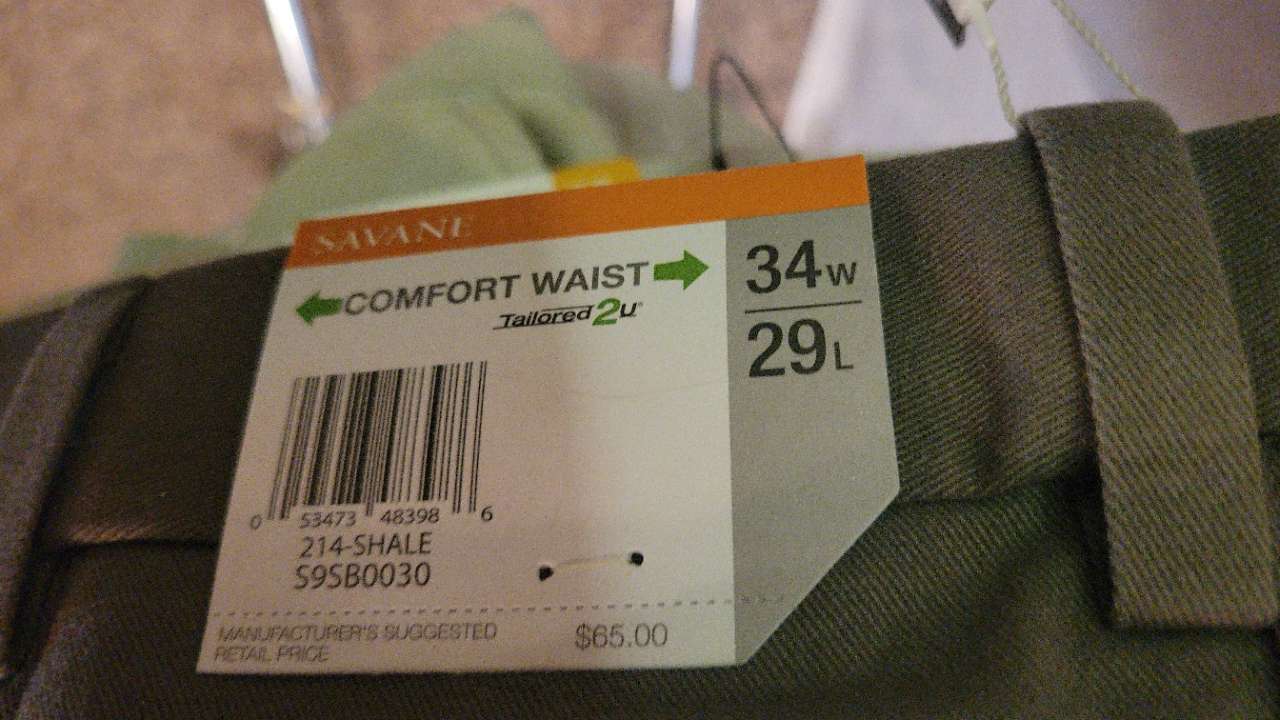 SAVANE
COMFORT WAIST
Tailored2U
34W
29L
0 53473 48398 6
214-SHALE
S9SB0030
MANUFACTURER'S SUGGESTED
RETAIL PRICE
$65.00